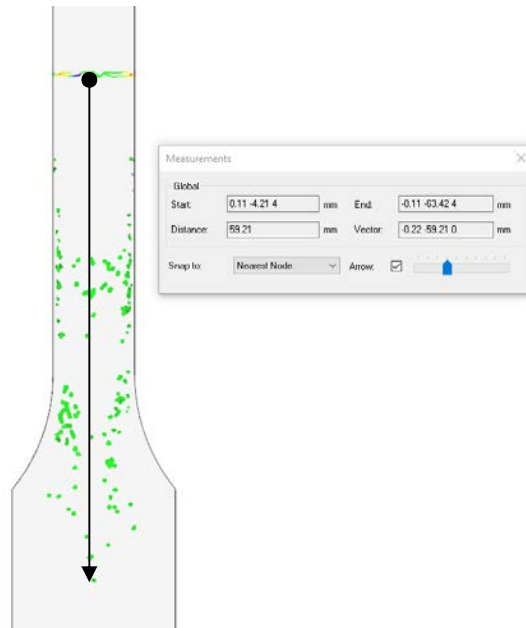 Measurements
Global
Start: 0.11 -4.21 4 mm End: -0.11 -63.42 4 mm
Distance: 59.21 mm Vector: -0.22 -59.21 0 mm
Snap to: Nearest Node Arrow: